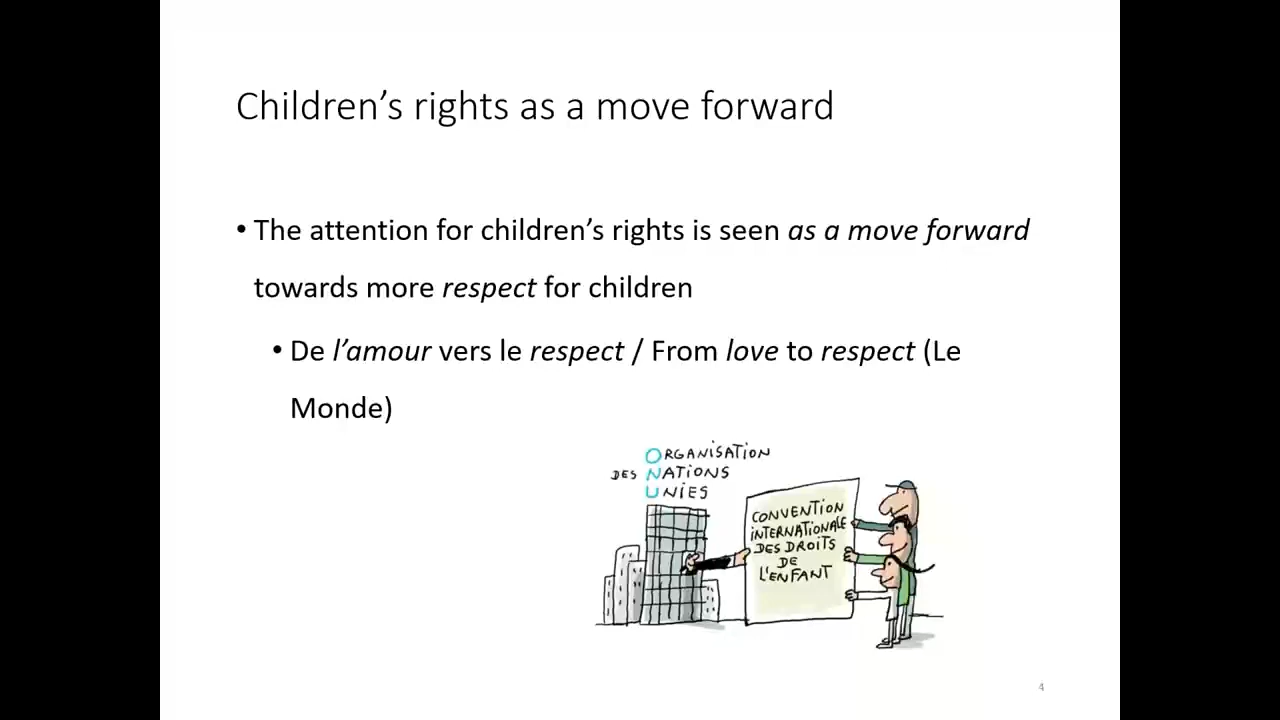 Children’s rights as a move forward
• The attention for children’s rights is seen as a move forward
towards more respect for children
• De l’amour vers le respect / From love to respect (Le
Monde)
ORGANISATION
DES NATIONS
UNIES
CONVENTION
INTERNATIONALE
DES DROITS
DE
L'ENFANT
4